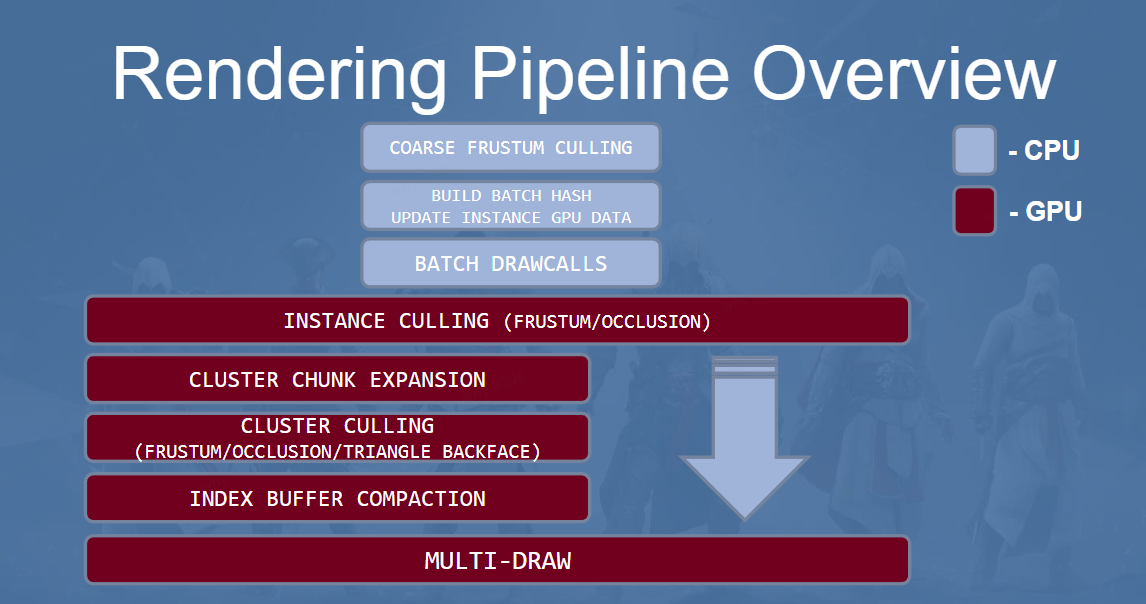 Rendering Pipeline Overview
COARSE FRUSTUM CULLING
- CPU
BUILD BATCH HASH
UPDATE INSTANCE GPU DATA
- GPU
BATCH DRAWCALLS
INSTANCE CULLING (FRUSTUM/OCCLUSION)
CLUSTER CHUNK EXPANSION
CLUSTER CULLING
(FRUSTUM/OCCLUSION/TRIANGLE BACKFACE)
INDEX BUFFER COMPACTION
MULTI-DRAW